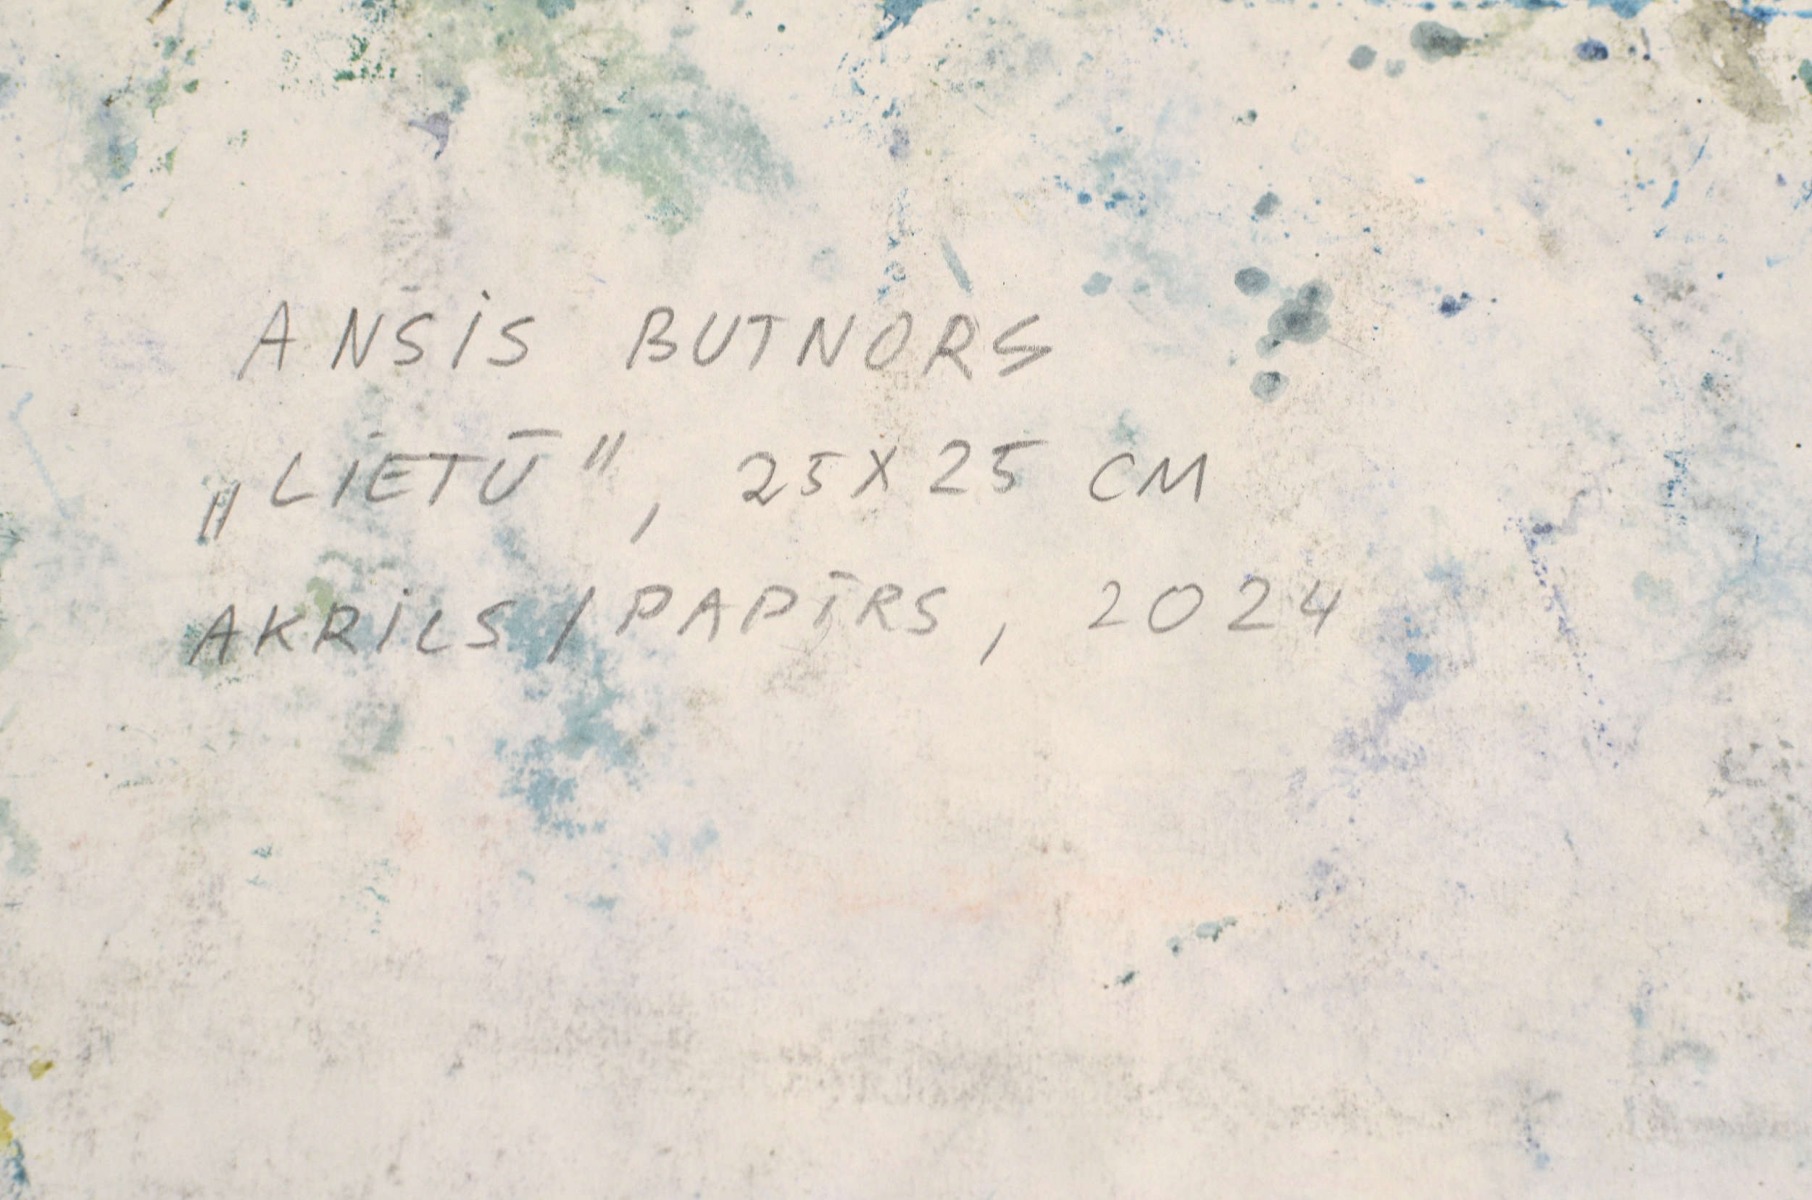 ANSIS BUTNORS
„LIETŪ", 25X25 CM
AKRILS/PAPĪRS, 2024